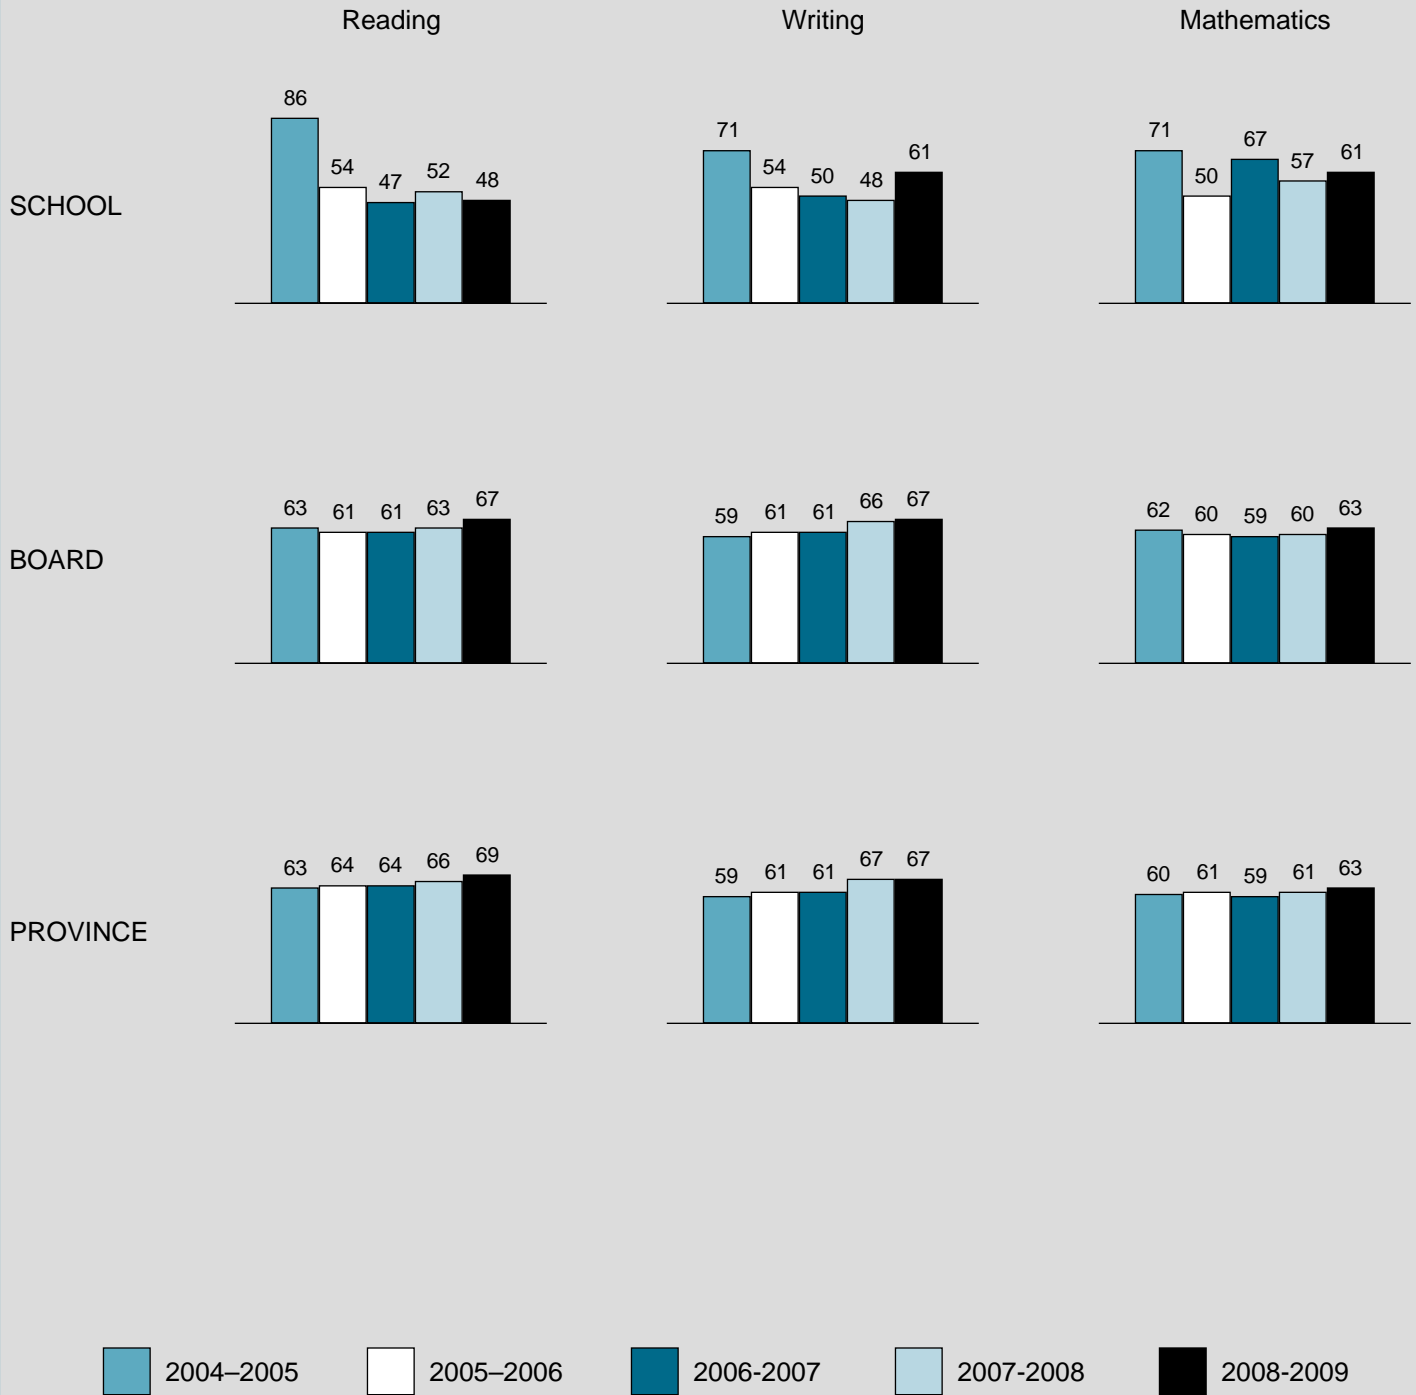 Reading Writing Mathematics
86 54 47 52 48
71 54 50 48 61
71 50 67 57 61
SCHOOL
63 61 61 63 67
59 61 61 66 67
62 60 59 60 63
BOARD
63 64 64 66 69
59 61 61 67 67
60 61 59 61 63
PROVINCE
2004–2005 2005–2006 2006-2007 2007-2008 2008-2009